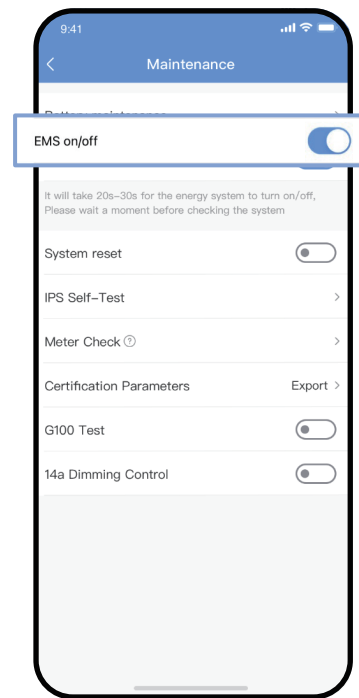 9:41
Maintenance
EMS on/off
It will take 20s–30s for the energy system to turn on/off,
Please wait a moment before checking the system
System reset
IPS Self–Test
Meter Check
Certification Parameters Export
G100 Test
14a Dimming Control